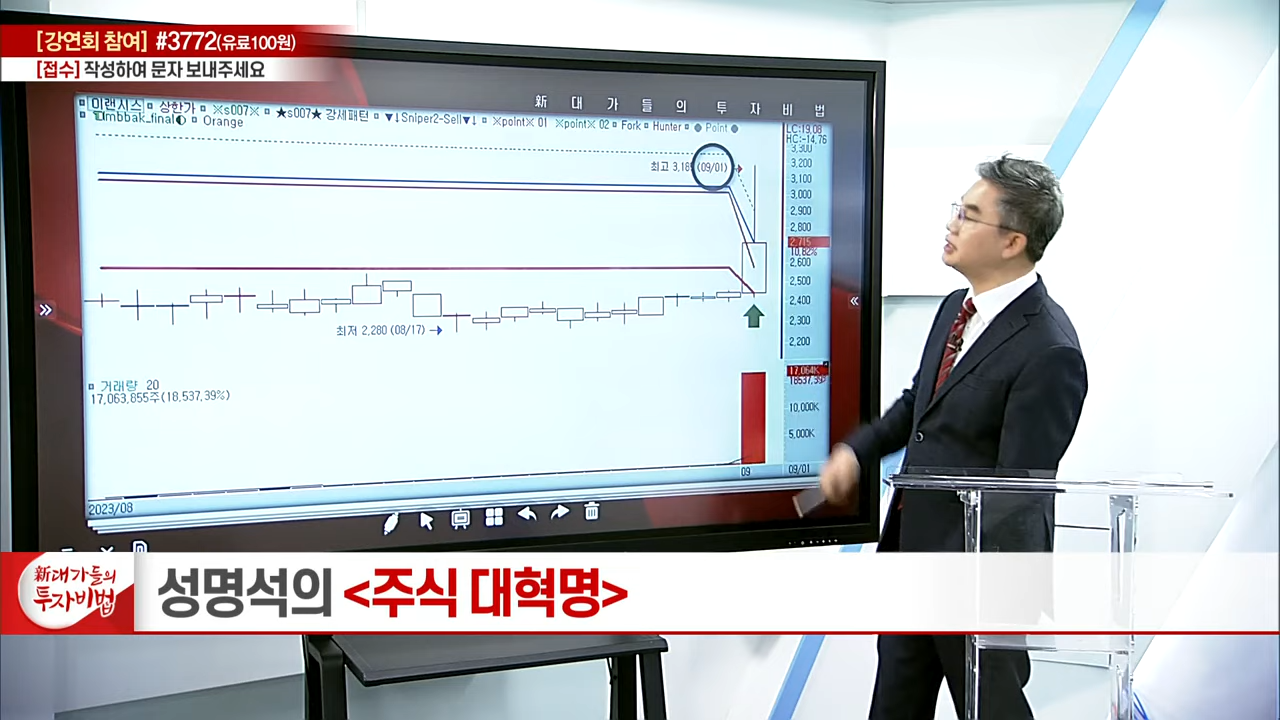 [강연회 참여] #3772(유료100원)
[접수] 작성하여 문자 보내주세요
新 대 가 들 의 투 자 비 법
이랜시스 상한가 ※s007※ ★s007★ 강세패턴 ▼↓Sniper2-Sell▼↓ ※point※ 01 ※point※ 02 Fork Hunter ● Point ●
mbbak_final◐ Orange
LC:19,08
HC:-14,76
최고 3,185 (09/01)
3,300
3,200
3,100
3,000
2,900
2,800
2,715
10,82%
2,600
2,500
2,400
2,300
2,200
최저 2,280 (08/17)
거래량 20
17,063,855주(18,537,39%)
17,064K
18537,39%
10,000K
5,000K
09
09/01
2023/08
新대가들의
투자비법
성명석의 <주식 대혁명>